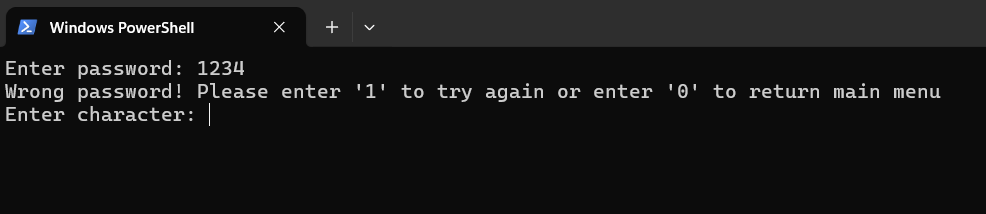 Windows PowerShell
Enter password: 1234
Wrong password! Please enter '1' to try again or enter '0' to return main menu
Enter character: